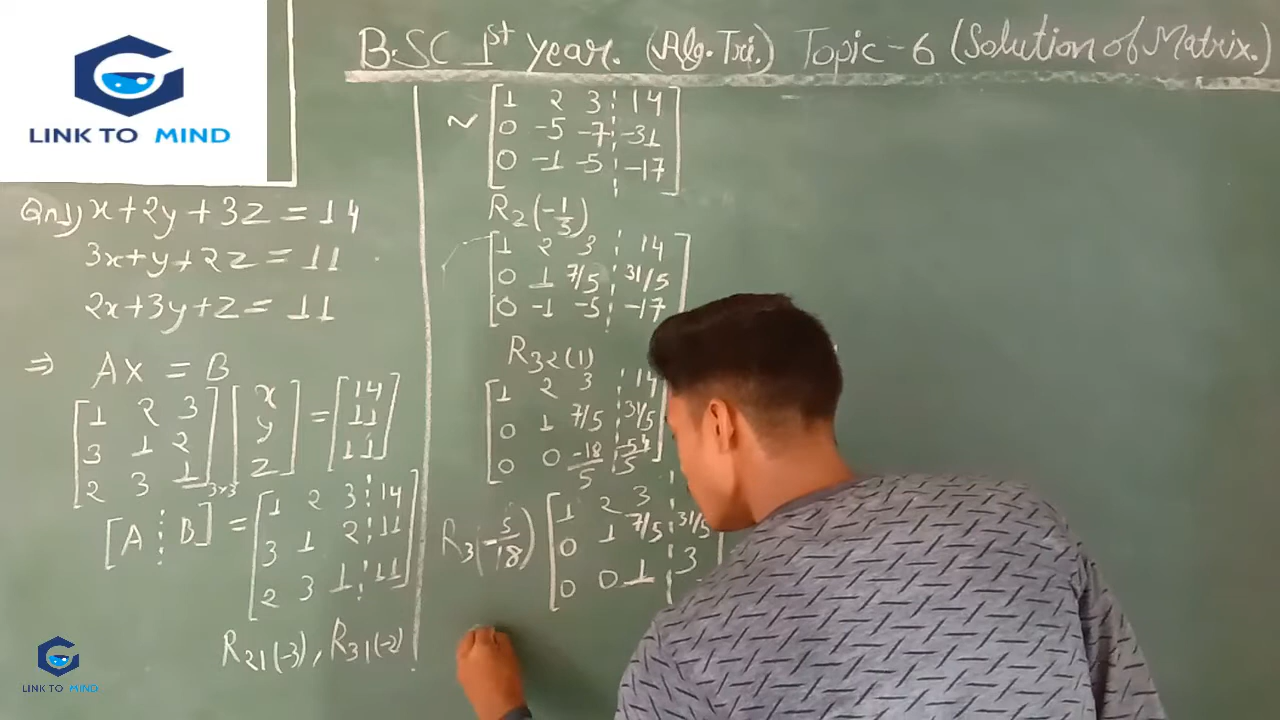 LINK TO MIND
B.SC 1st year. (Alg. Tri.) Topic-6 (Solution of Matrix.)
Qn1) x+2y+3z=14
3x+y+2z=11
2x+3y+z=11
⇒ AX = B
[1 2 3] [x] = [14]
[3 1 2] [y] [11]
[2 3 1]3×3 [z] [11]
[A ⋮ B] = [1 2 3 ⋮ 14]
[3 1 2 ⋮ 11]
[2 3 1 ⋮ 11]
R21(-3), R31(-2)
~ [1 2 3 ⋮ 14]
[0 -5 -7 ⋮ -31]
[0 -1 -5 ⋮ -17]
R2(-1/5)
[1 2 3 ⋮ 14]
[0 1 7/5 ⋮ 31/5]
[0 -1 -5 ⋮ -17]
R32(1)
[1 2 3 ⋮ 14]
[0 1 7/5 ⋮ 31/5]
[0 0 -18/5 ⋮ -54/5]
R3(-5/18) [1 2 3 ⋮
[0 1 7/5 ⋮ 31/5
[0 0 1 ⋮ 3
LINK TO MIND